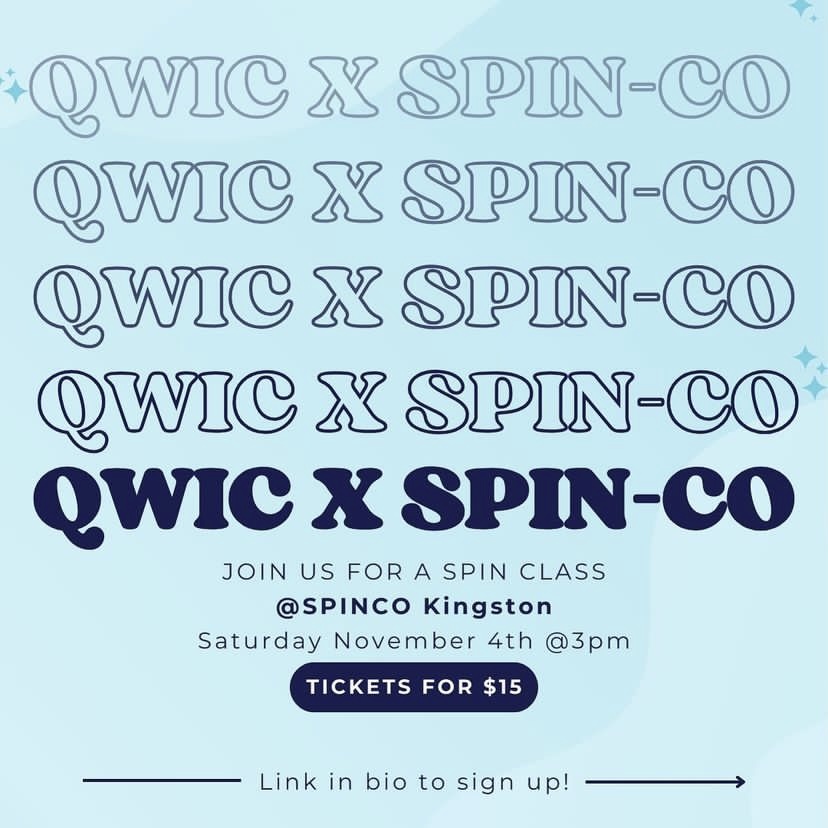 QWIC X SPIN-CO
QWIC X SPIN-CO
QWIC X SPIN-CO
QWIC X SPIN-CO
QWIC X SPIN-CO
JOIN US FOR A SPIN CLASS
@SPINCO Kingston
Saturday November 4th @3pm
TICKETS FOR $15
Link in bio to sign up!